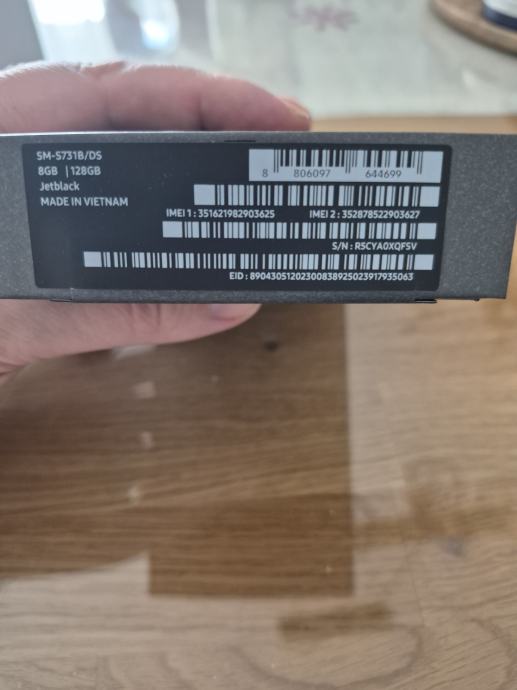 SM-S731B/DS
8GB | 128GB
Jetblack
MADE IN VIETNAM
8 806097 644699
IMEI 1 : 351621982903625 IMEI 2 : 352878522903627
S/N : R5CYA0XQFSV
EID : 89043051202300838925023917935063